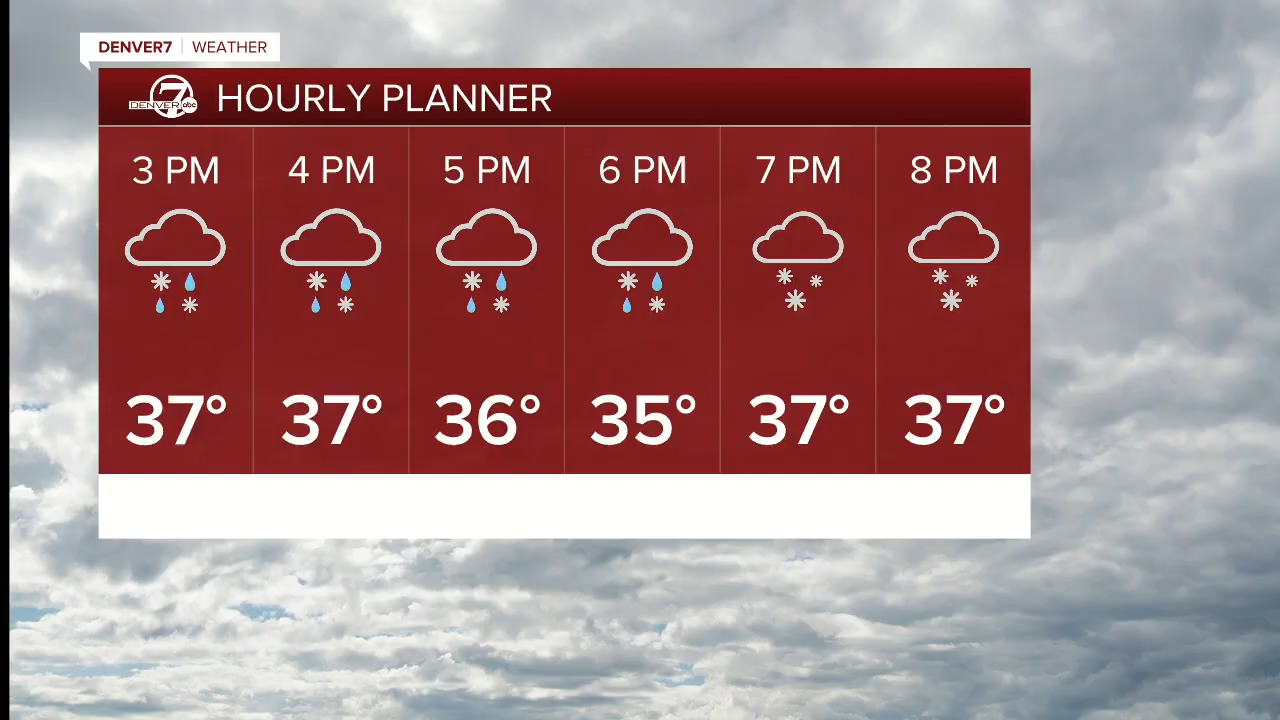 DENVER7 | WEATHER
7
DENVER abc
HOURLY PLANNER
3 PM 4 PM 5 PM 6 PM 7 PM 8 PM
37° 37° 36° 35° 37° 37°